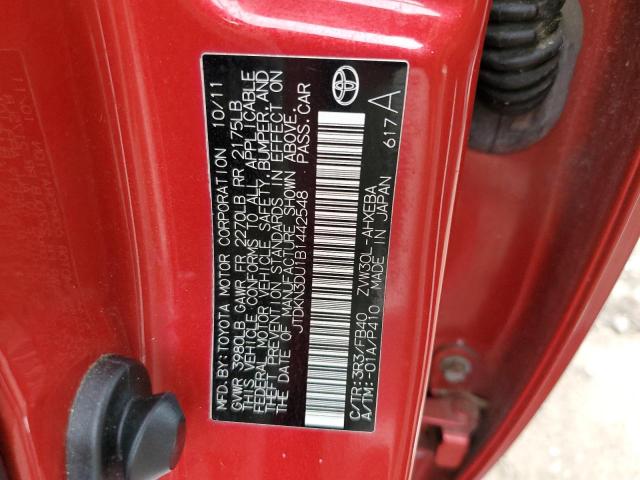 MFD.BY:TOYOTA MOTOR CORPORATION 10/11
GVWR 3980LB GAWR FR 2270LB RR 2175LB
THIS VEHICLE CONFORMS TO ALL APPLICABLE
FEDERAL MOTOR VEHICLE SAFETY, BUMPER, AND
THEFT PREVENTION STANDARDS IN EFFECT ON
THE DATE OF MANUFACTURE SHOWN ABOVE.
JTDKN3DU1B1442548 PASS.CAR
C/TR:3R3/FB40 ZVW30L-AHXEBA
A/TM:-01A/P410 MADE IN JAPAN 617A